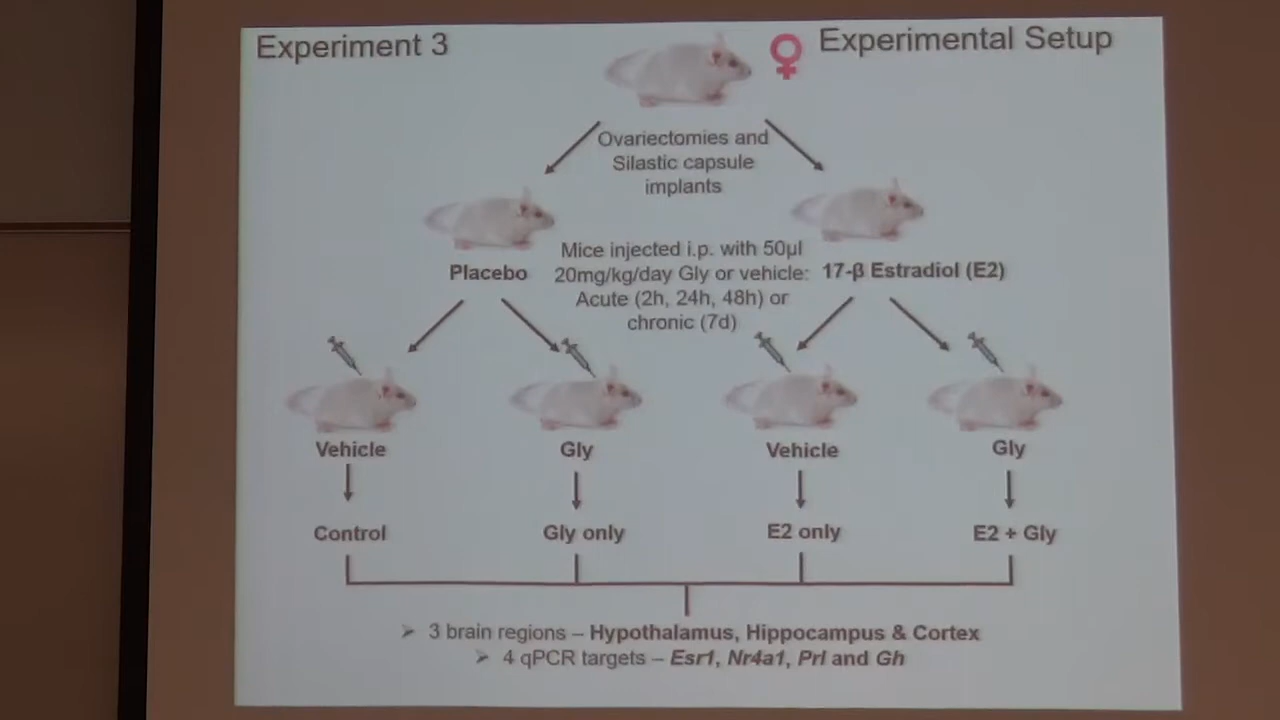 Experiment 3
Experimental Setup
Ovariectomies and
Silastic capsule
implants
Placebo
Mice injected i.p. with 50µl
20mg/kg/day Gly or vehicle:
Acute (2h, 24h, 48h) or
chronic (7d)
17-β Estradiol (E2)
Vehicle
Gly
Vehicle
Gly
Control
Gly only
E2 only
E2 + Gly
➢ 3 brain regions – Hypothalamus, Hippocampus & Cortex
➢ 4 qPCR targets – Esr1, Nr4a1, Prl and Gh